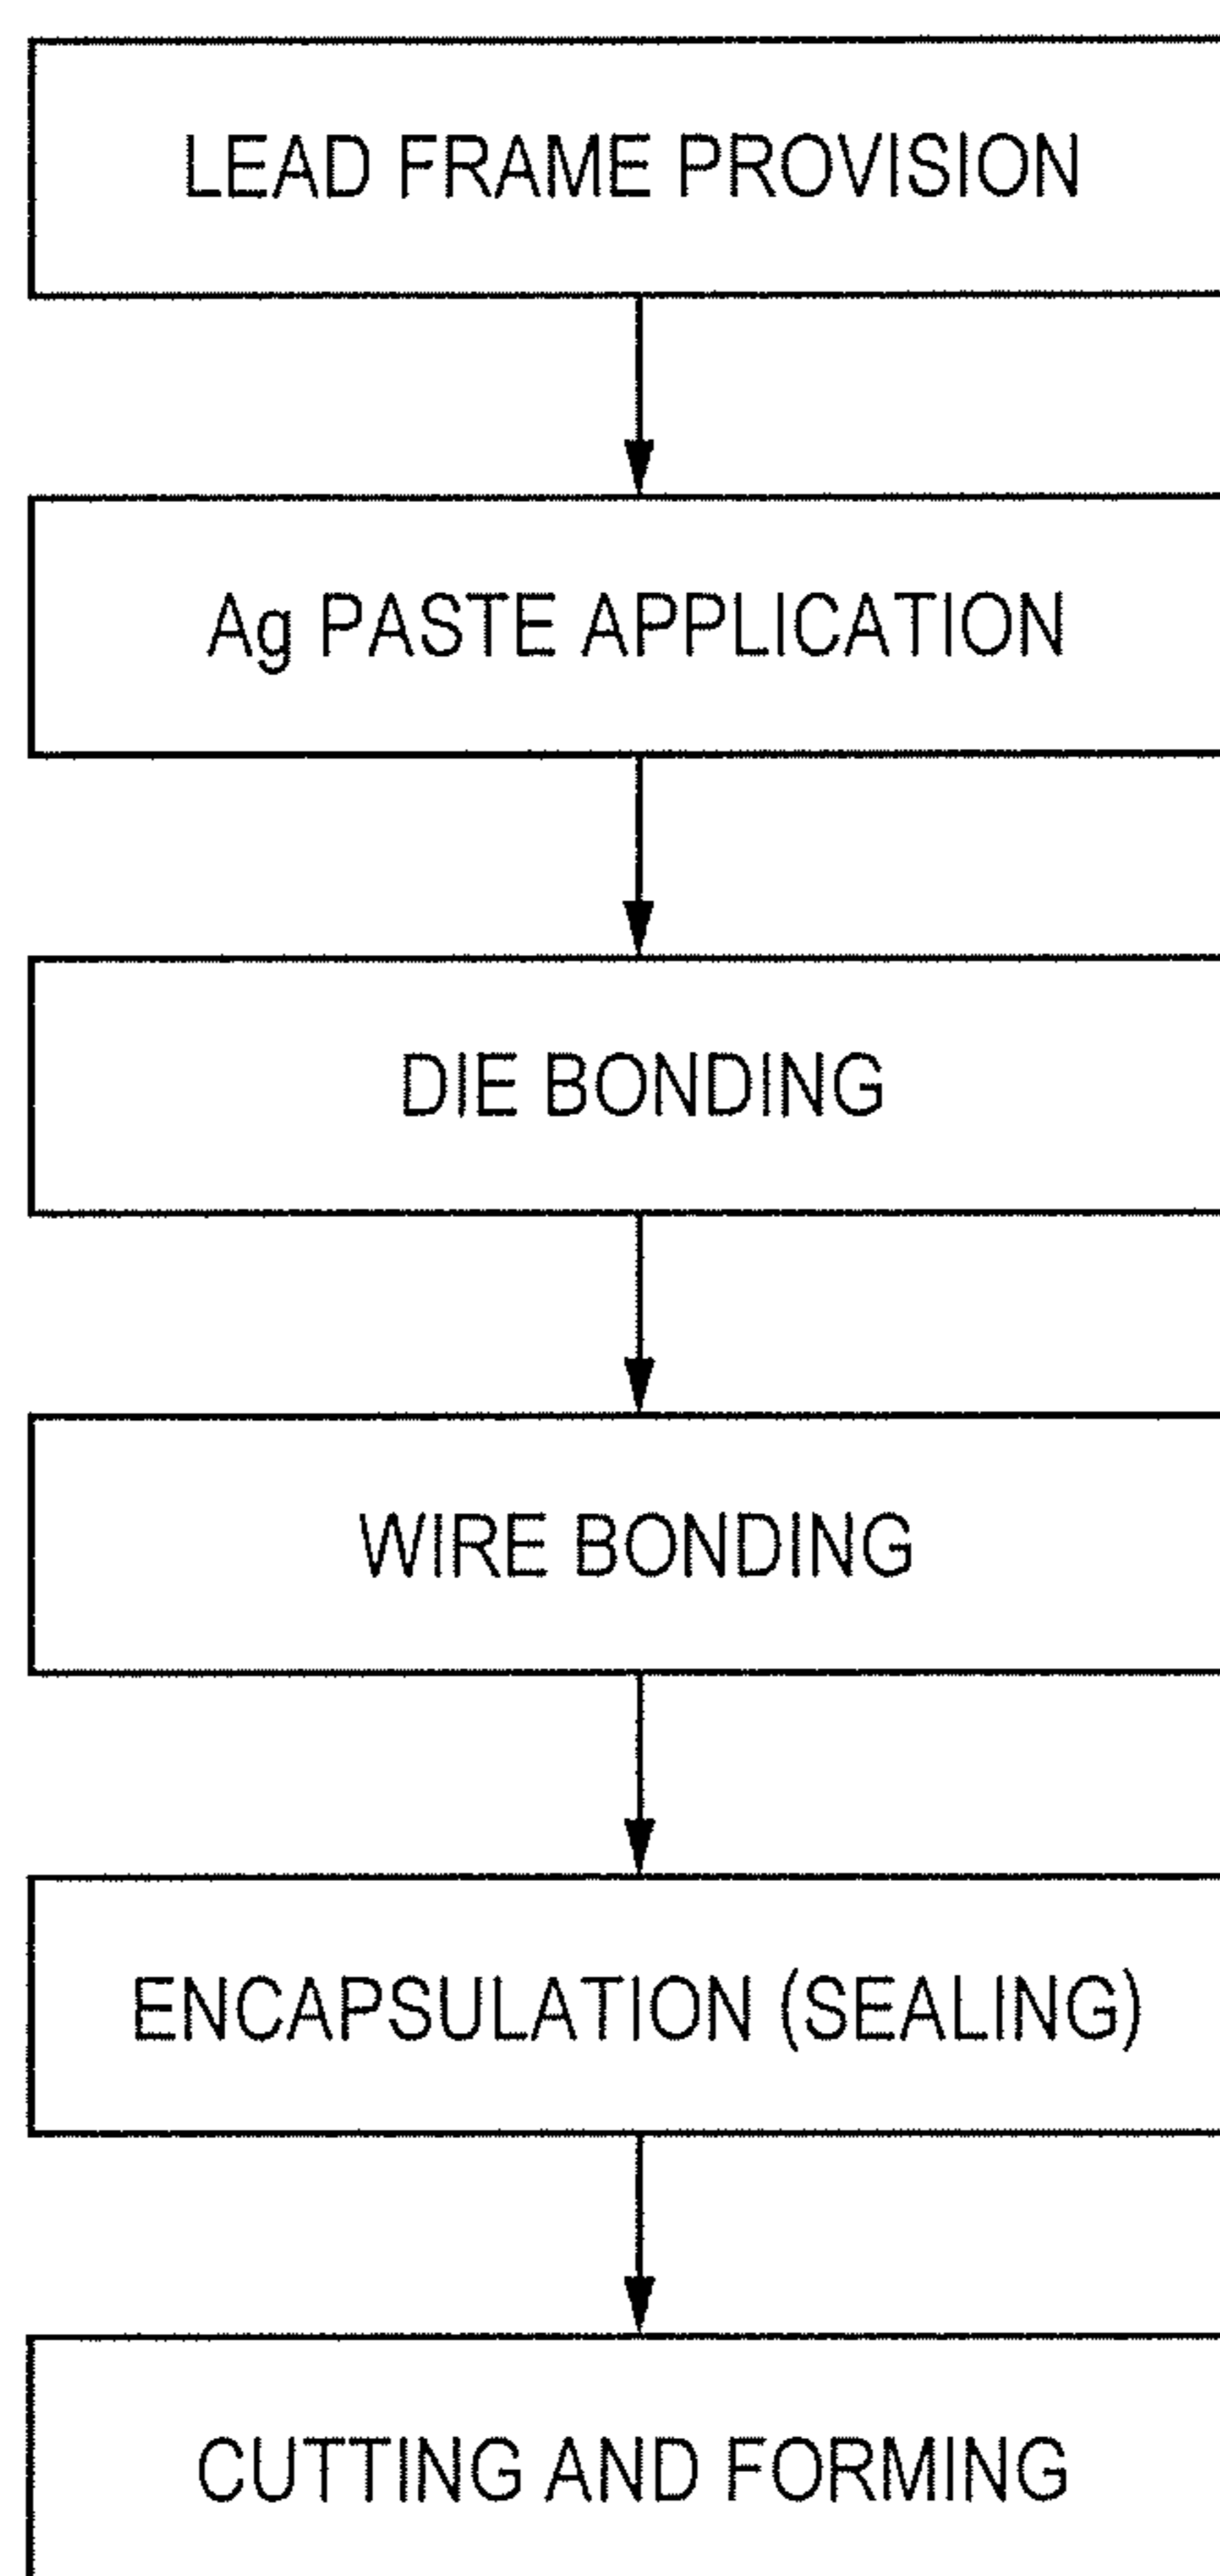 LEAD FRAME PROVISION
Ag PASTE APPLICATION
DIE BONDING
WIRE BONDING
ENCAPSULATION (SEALING)
CUTTING AND FORMING